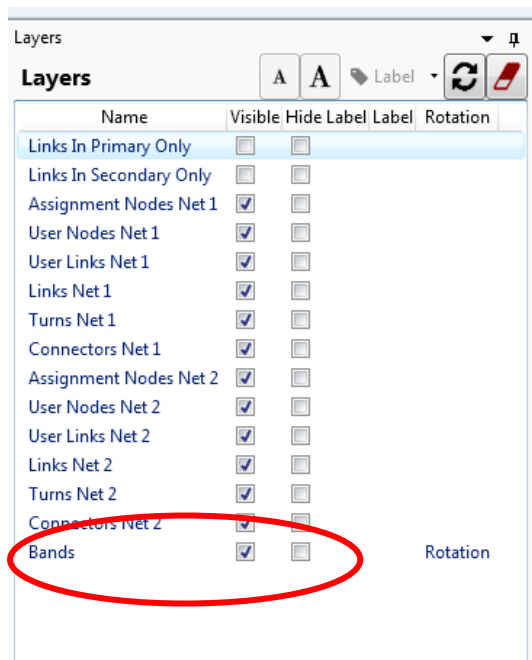 Layers
Layers A A Label
Name Visible Hide Label Label Rotation
Links In Primary Only
Links In Secondary Only
Assignment Nodes Net 1
User Nodes Net 1
User Links Net 1
Links Net 1
Turns Net 1
Connectors Net 1
Assignment Nodes Net 2
User Nodes Net 2
User Links Net 2
Links Net 2
Turns Net 2
Connectors Net 2
Bands Rotation